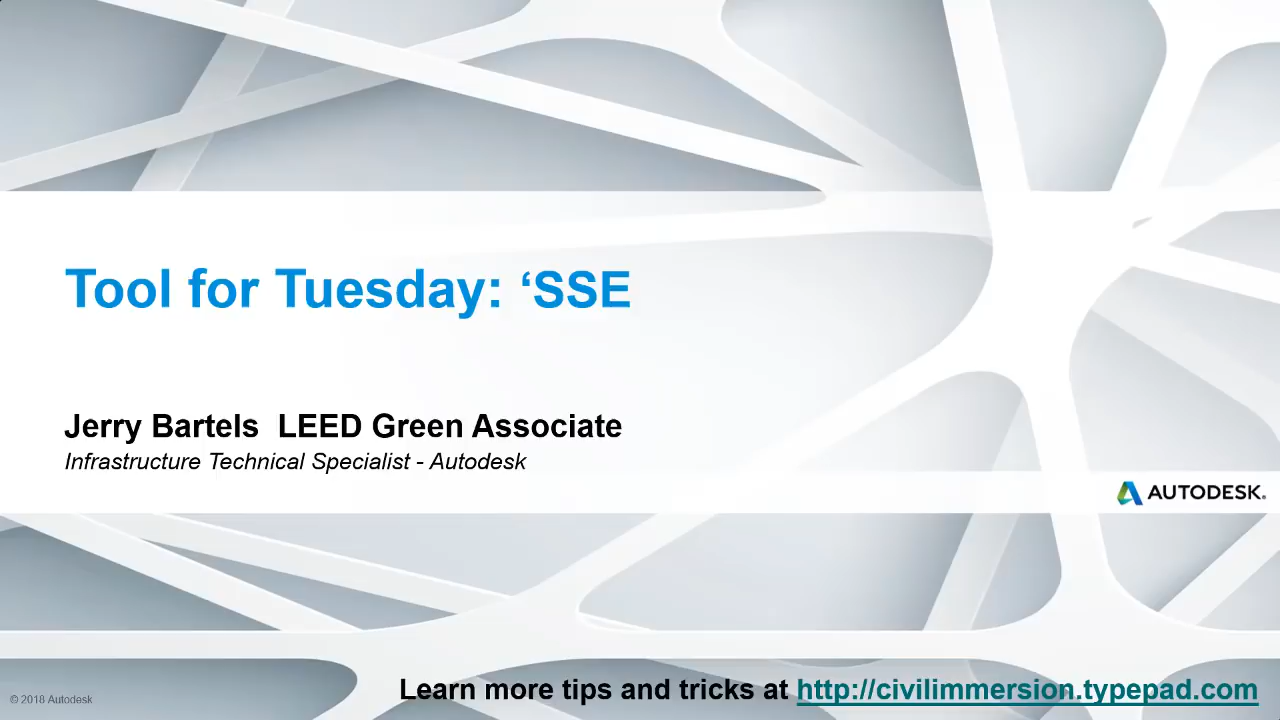 Tool for Tuesday: ‘SSE
Jerry Bartels  LEED Green Associate
Infrastructure Technical Specialist - Autodesk
AUTODESK.
Learn more tips and tricks at http://civilimmersion.typepad.com
© 2018 Autodesk